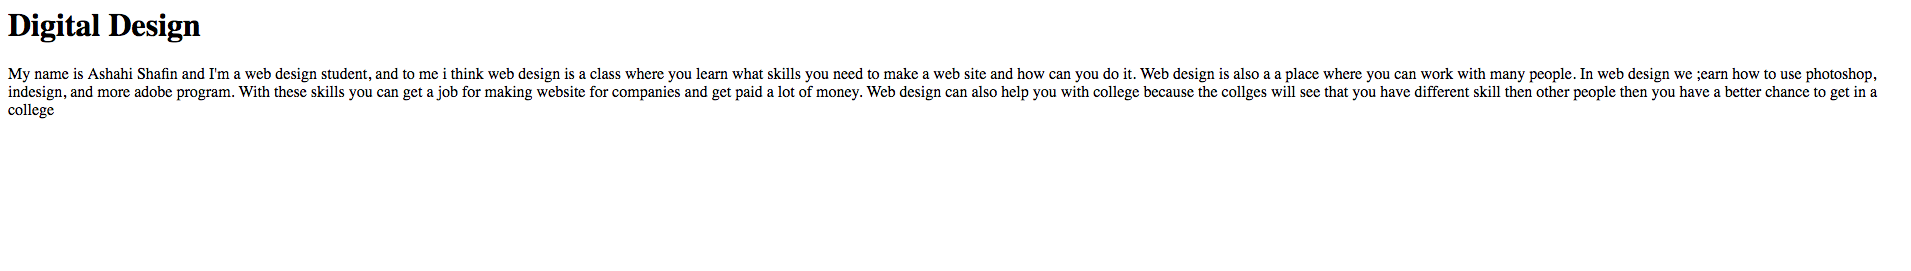 Digital Design
My name is Ashahi Shafin and I'm a web design student, and to me i think web design is a class where you learn what skills you need to make a web site and how can you do it. Web design is also a a place where you can work with many people. In web design we ;earn how to use photoshop,
indesign, and more adobe program. With these skills you can get a job for making website for companies and get paid a lot of money. Web design can also help you with college because the collges will see that you have different skill then other people then you have a better chance to get in a
college